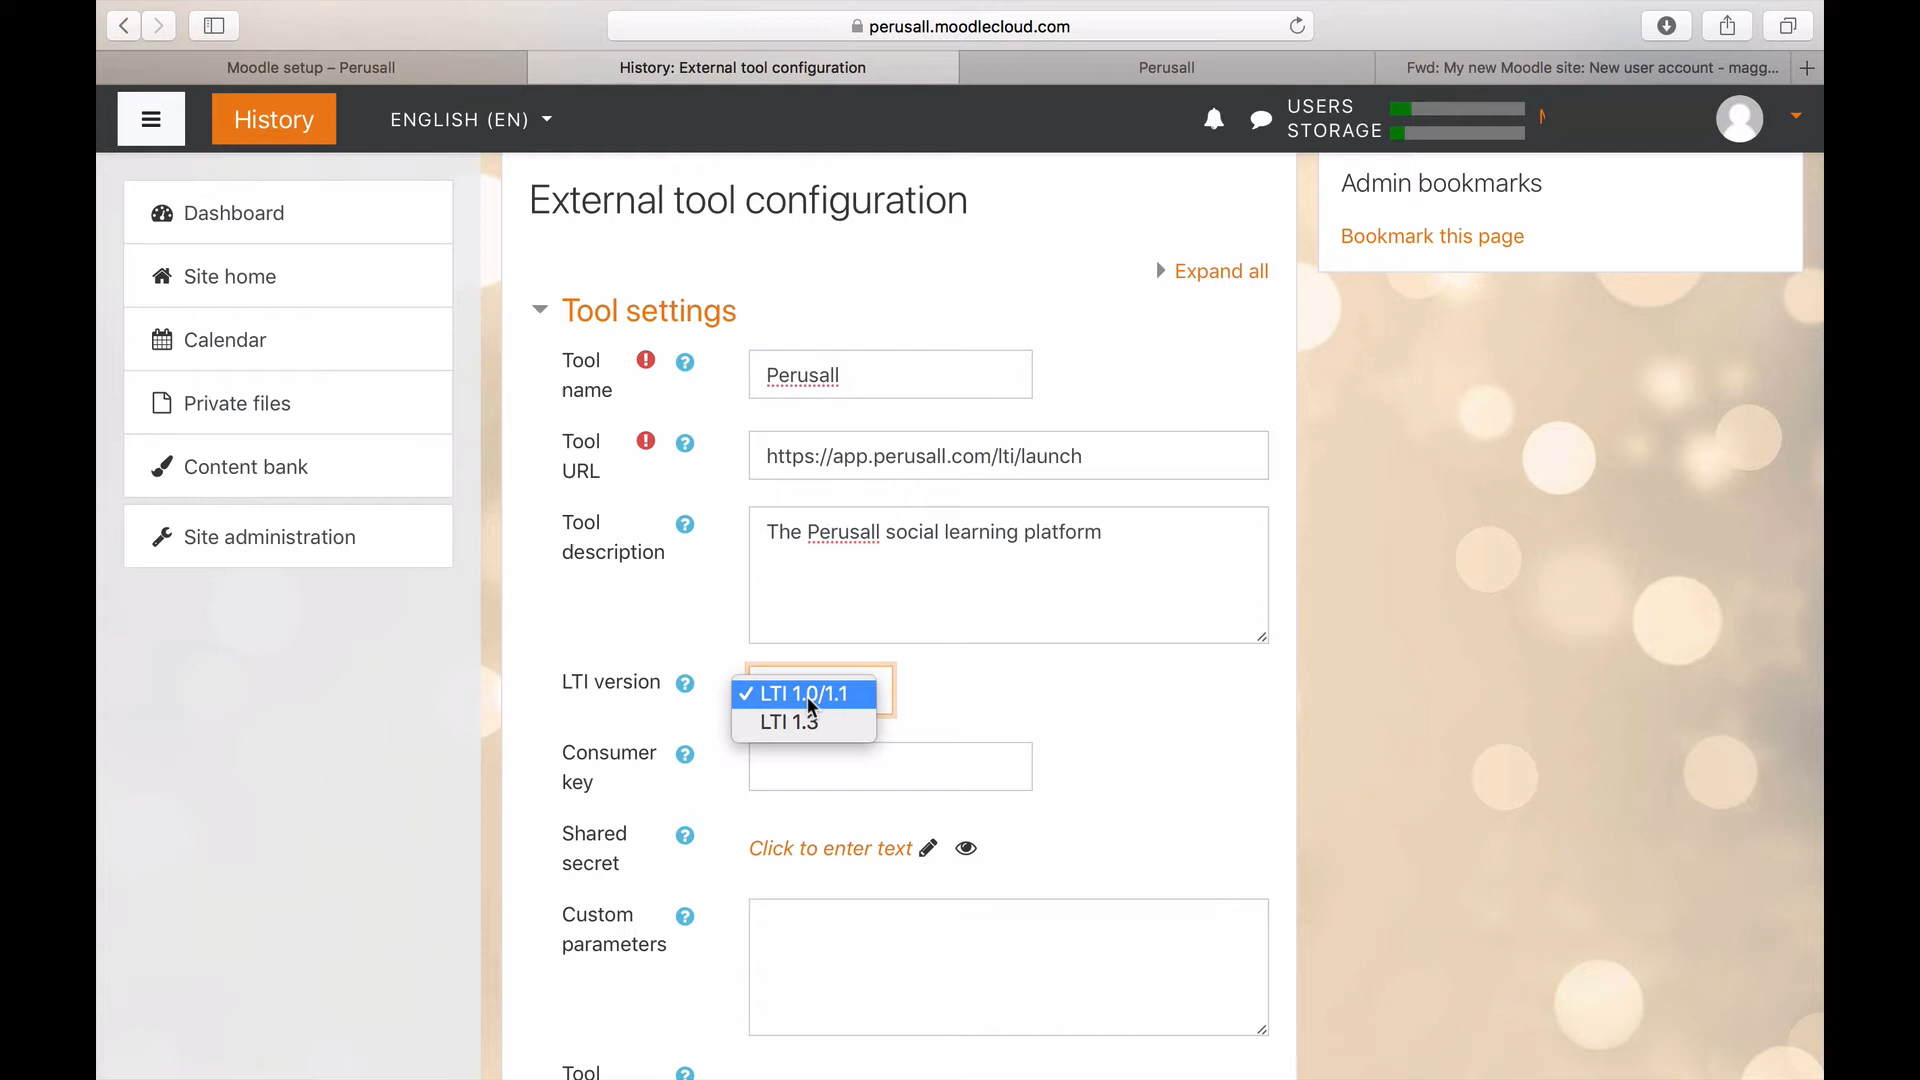 perusall.moodlecloud.com
Moodle setup – Perusall
History: External tool configuration
Perusall
Fwd: My new Moodle site: New user account - magg...
History
ENGLISH (EN)
USERS
STORAGE
Dashboard
Site home
Calendar
Private files
Content bank
Site administration
External tool configuration
Expand all
Tool settings
Tool
name
Perusall
Tool
URL
https://app.perusall.com/lti/launch
Tool
description
The Perusall social learning platform
LTI version
LTI 1.0/1.1
LTI 1.3
Consumer
key
Shared
secret
Click to enter text
Custom
parameters
Tool
Admin bookmarks
Bookmark this page